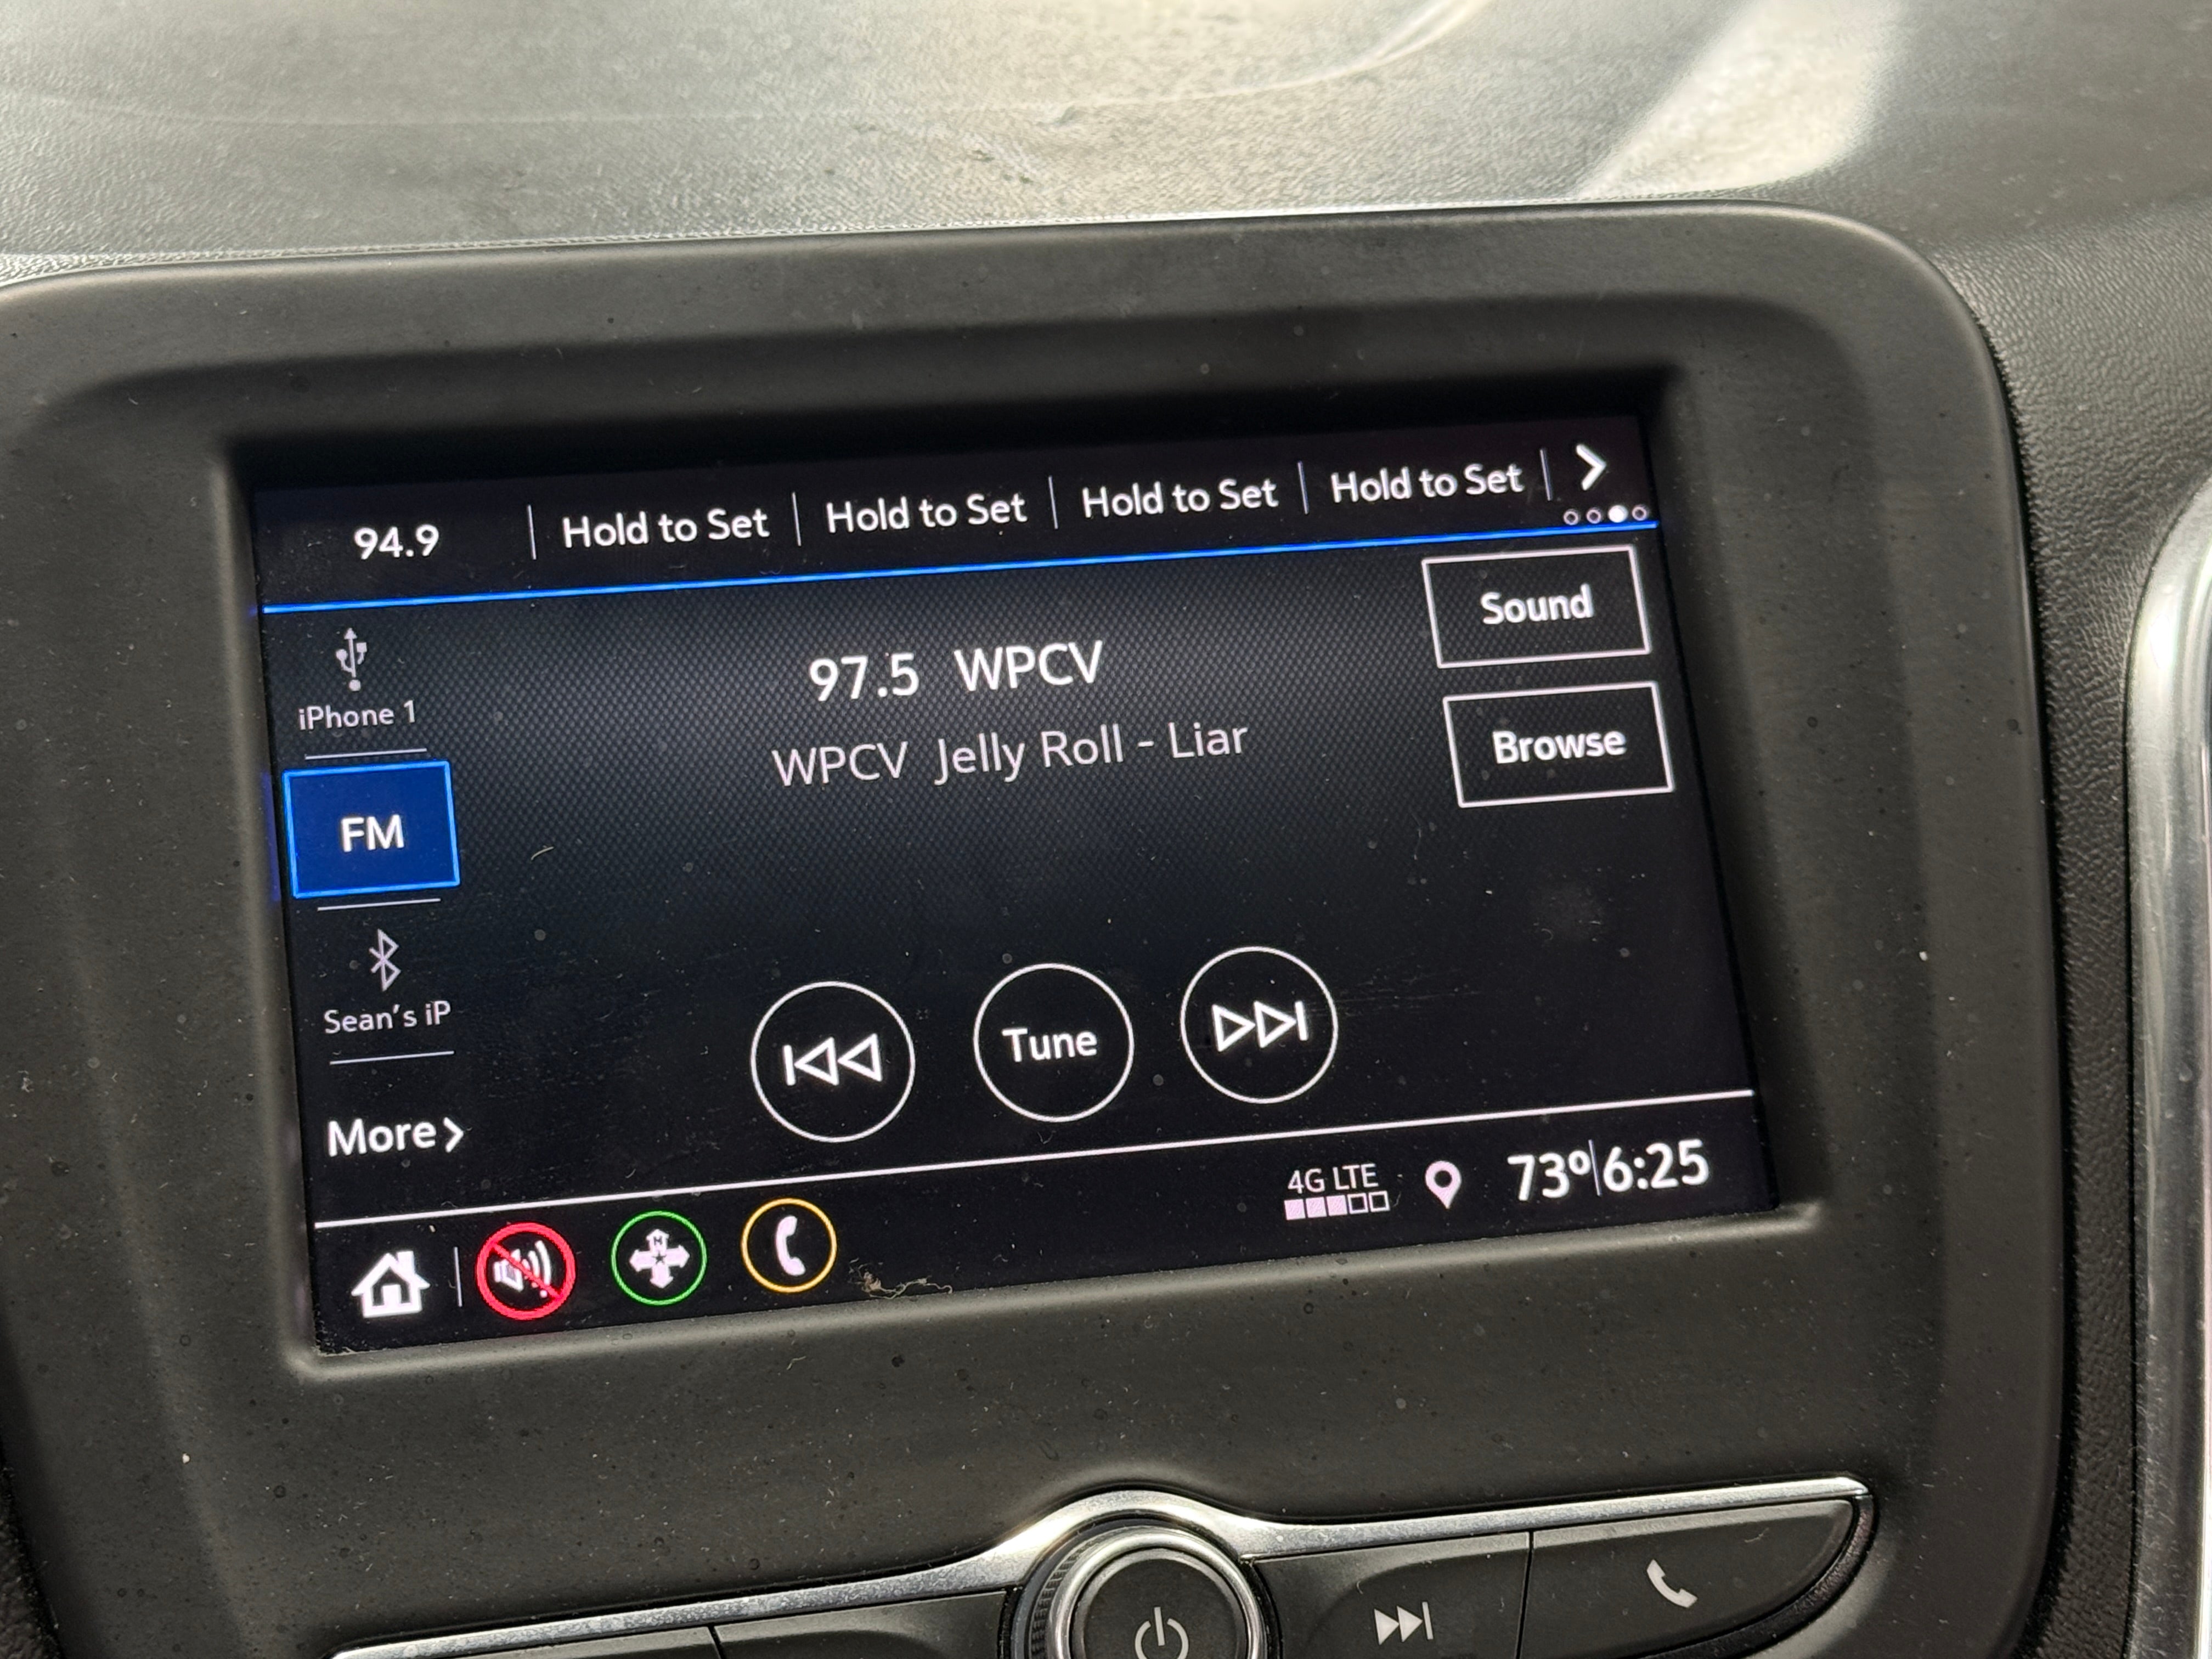 94.9 Hold to Set Hold to Set Hold to Set Hold to Set
Sound
97.5 WPCV
iPhone 1
WPCV Jelly Roll - Liar
Browse
FM
Sean's iP
Tune
More
4G LTE
73° 6:25
N